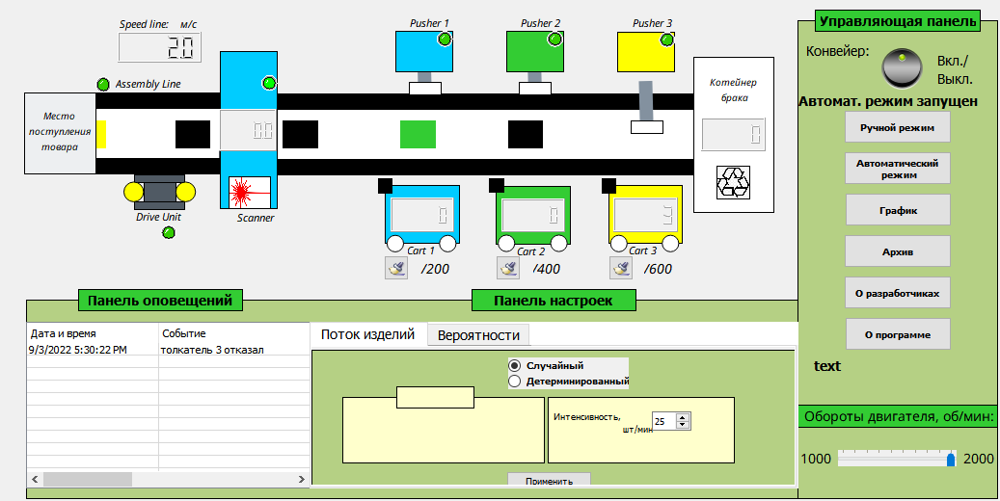 Speed line: м/с
2.0
Pusher 1
Pusher 2
Pusher 3
Управляющая панель
Конвейер:
Вкл./
Выкл.
Assembly Line
Котейнер
брака
Автомат. режим запущен
Место
поступления
товара
00
0
Ручной режим
Автоматический
режим
График
Drive Unit
Scanner
0
0
3
Cart 1
Cart 2
Cart 3
/200
/400
/600
Архив
О разработчиках
О программе
text
Панель оповещений
Панель настроек
Дата и время
Событие
9/3/2022 5:30:22 PM
толкатель 3 отказал
Поток изделий
Вероятности
Случайный
Детерминированный
Интенсивность,
шт/мин
25
Применить
Обороты двигателя, об/мин:
1000
2000